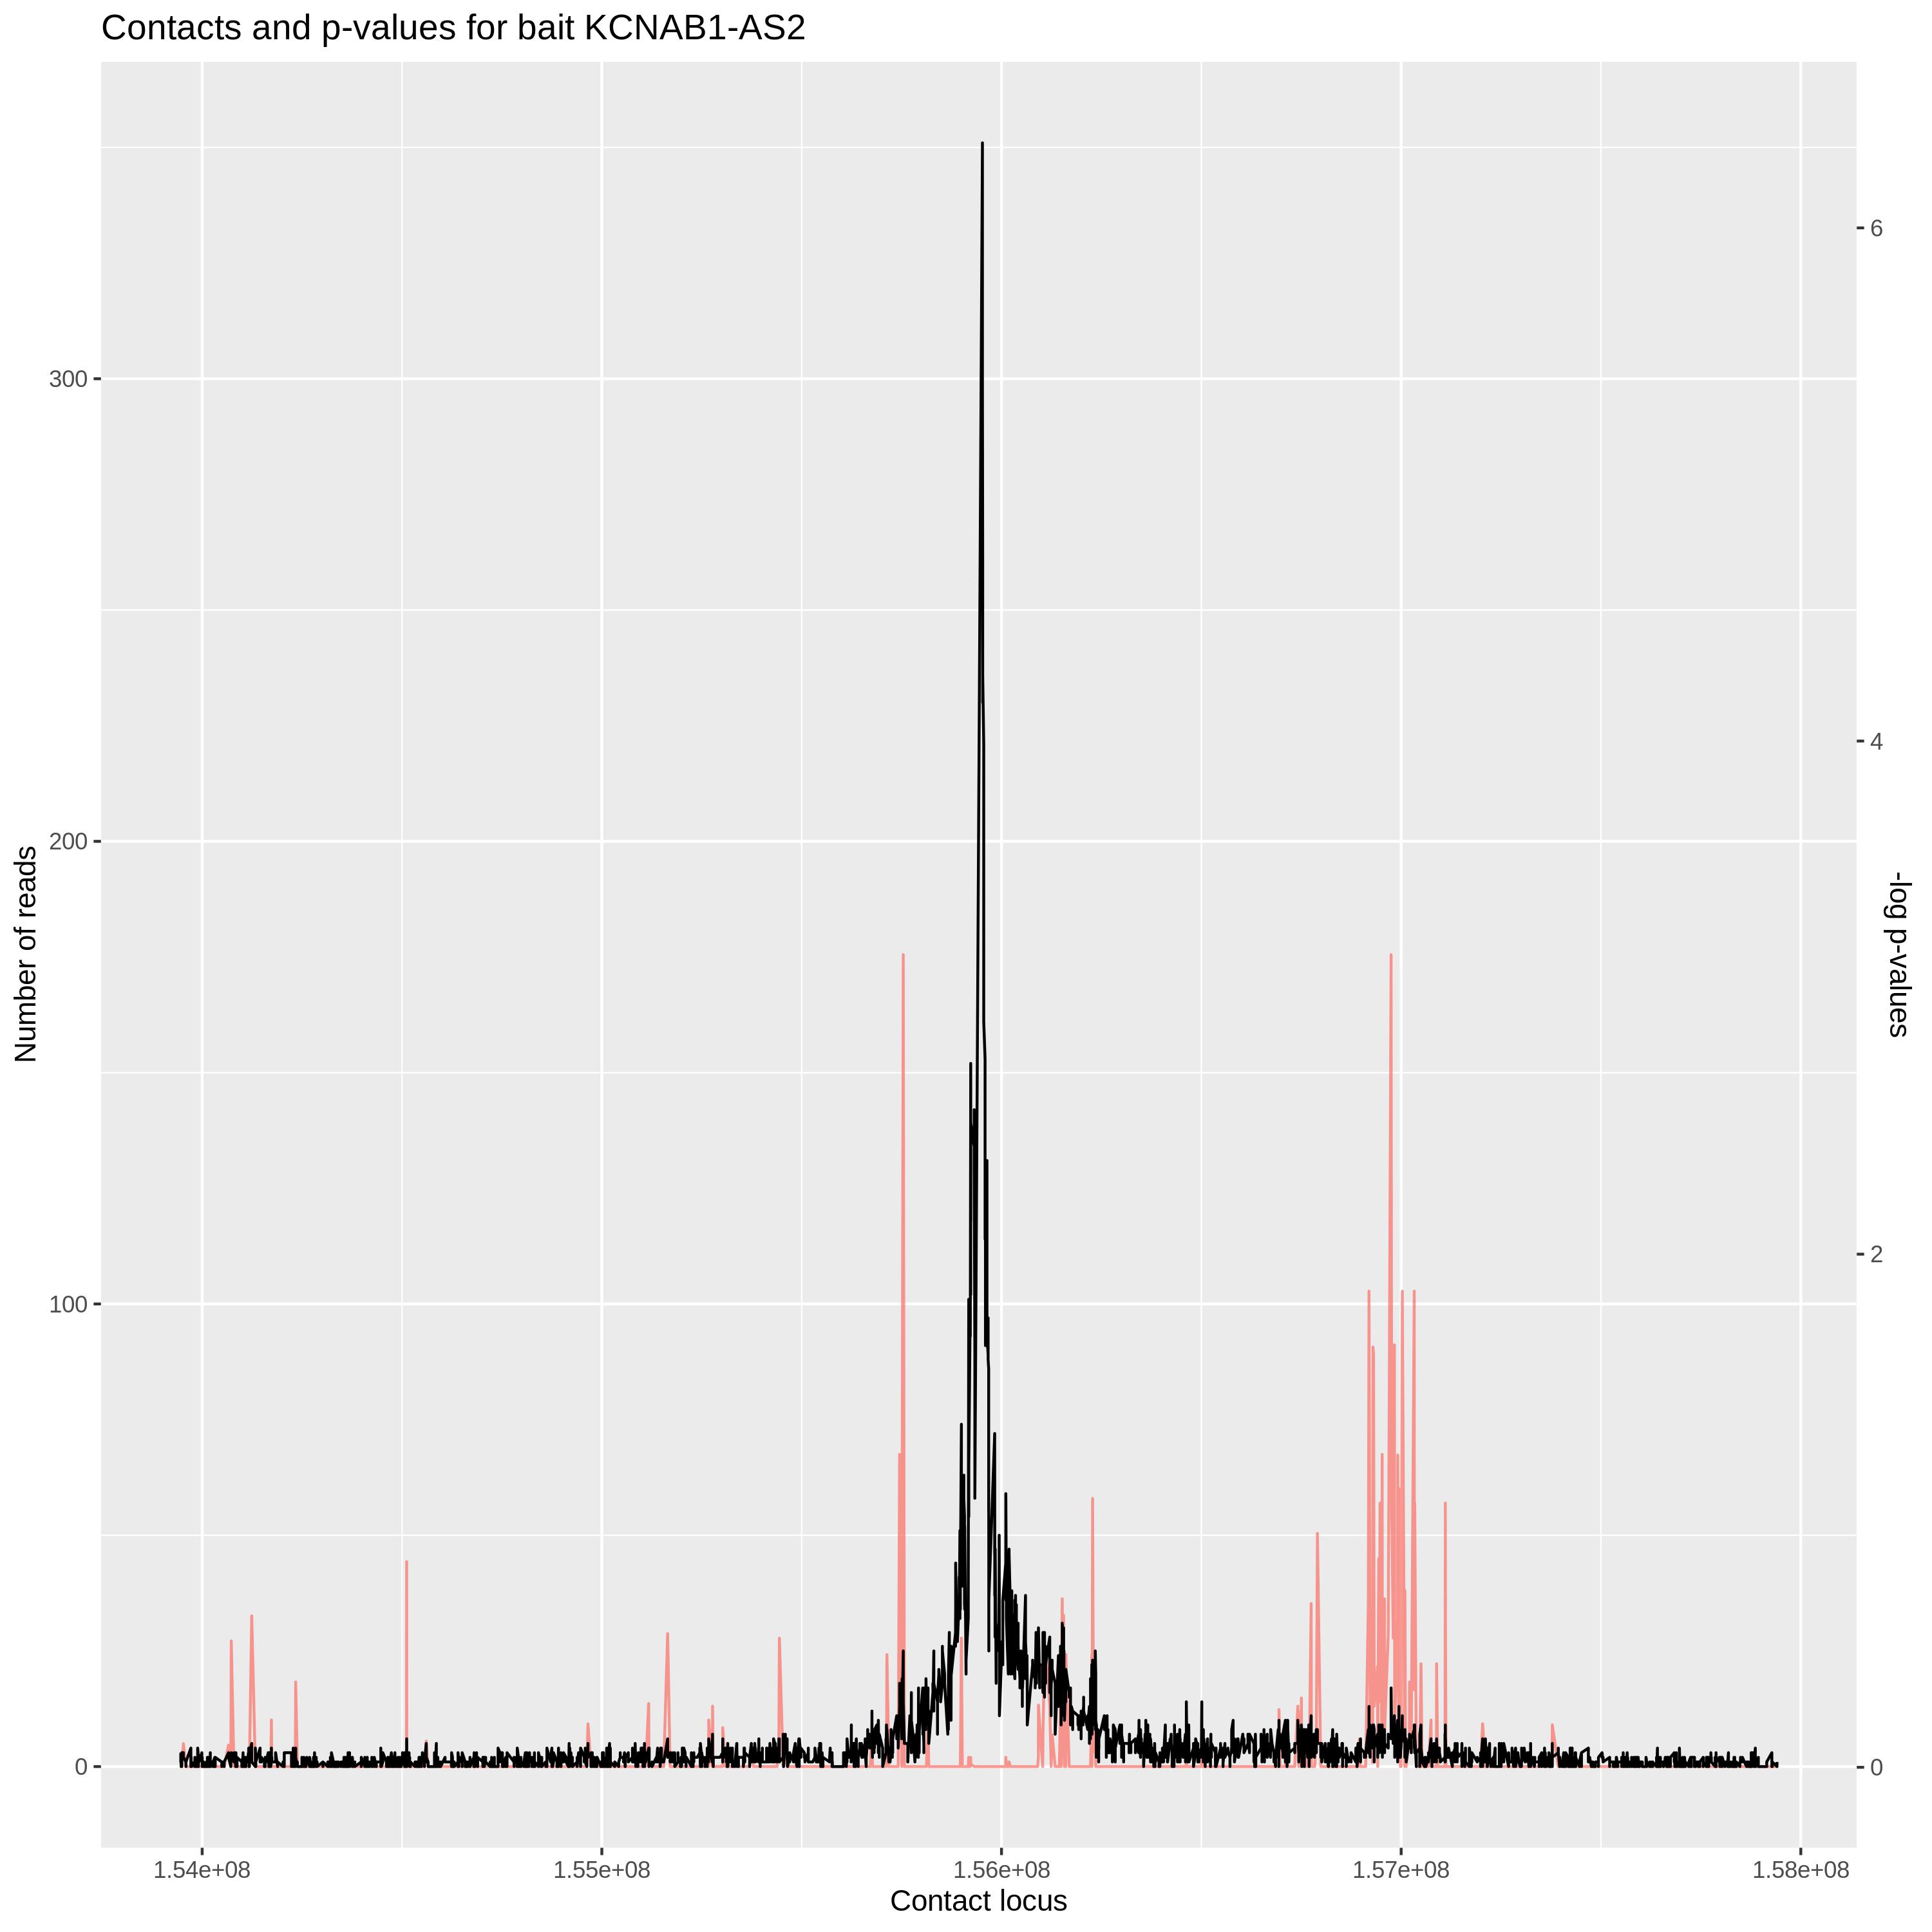 Contacts and p-values for bait KCNAB1-AS2
Number of reads
300
200
100
0
6
4
2
0
-log p-values
1.54e+08
1.55e+08
1.56e+08
1.57e+08
1.58e+08
Contact locus